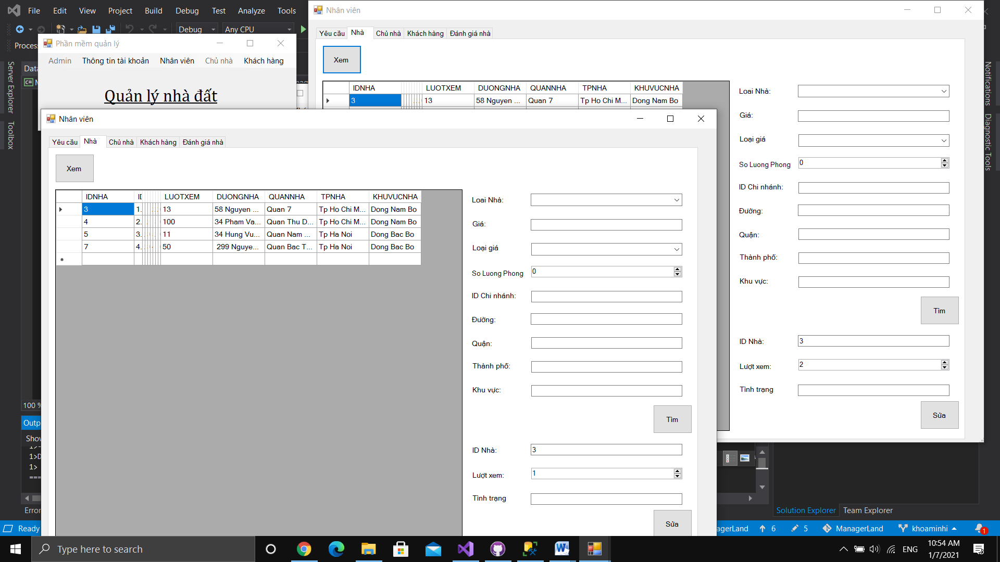 File Edit View Project Build Debug Test Analyze Tools
Debug Any CPU
Process
Server Explorer
Toolbox
Data
C#
Phần mềm quản lý
Admin Thông tin tài khoản Nhân viên Chủ nhà Khách hàng
Quản lý nhà đất
Nhân viên
Yêu cầu Nhà Chủ nhà Khách hàng Đánh giá nhà
Xem
IDNHA LUOTXEM DUONGNHA QUANNHA TPNHA KHUVUCNHA
3 13 58 Nguyen ... Quan 7 Tp Ho Chi M... Dong Nam Bo
Loai Nhà:
Giá:
Loại giá
So Luong Phong 0
ID Chi nhánh:
Đường:
Quận:
Thành phố:
Khu vực:
Tìm
ID Nhà: 3
Lượt xem: 2
Tình trạng
Sửa
Notifications
Diagnostic Tools
Nhân viên
Yêu cầu Nhà Chủ nhà Khách hàng Đánh giá nhà
Xem
IDNHA LUOTXEM DUONGNHA QUANNHA TPNHA KHUVUCNHA
3 1. 13 58 Nguyen ... Quan 7 Tp Ho Chi M... Dong Nam Bo
4 2. 100 34 Pham Va... Quan Thu D... Tp Ho Chi M... Dong Nam Bo
5 3. 11 34 Hung Vu... Quan Nam ... Tp Ha Noi Dong Bac Bo
7 4. 50 299 Nguye... Quan Bac T... Tp Ha Noi Dong Bac Bo
Loai Nhà:
Giá:
Loại giá
So Luong Phong 0
ID Chi nhánh:
Đường:
Quận:
Thành phố:
Khu vực:
Tìm
ID Nhà: 3
Lượt xem: 1
Tình trạng
Sửa
100 %
Outp
Show
1>D
1>
===
Error
Solution Explorer Team Explorer
Ready
agerLand 6 5 ManagerLand khoaminhi 1
Type here to search
ENG 10:54 AM
1/7/2021